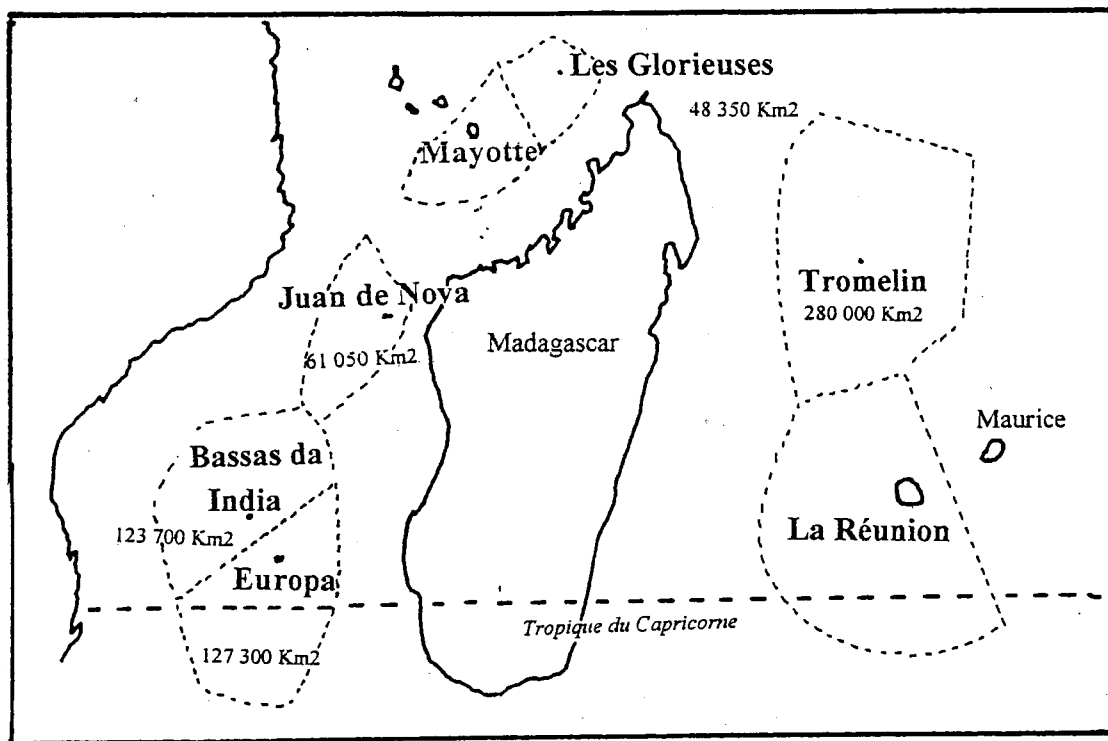 Les Glorieuses
48 350 Km2
Mayotte
Juan de Nova
61 050 Km2
Madagascar
Tromelin
280 000 Km2
Maurice
Bassas da
India
123 700 Km2
Europa
La Réunion
Tropique du Capricorne
127 300 Km2